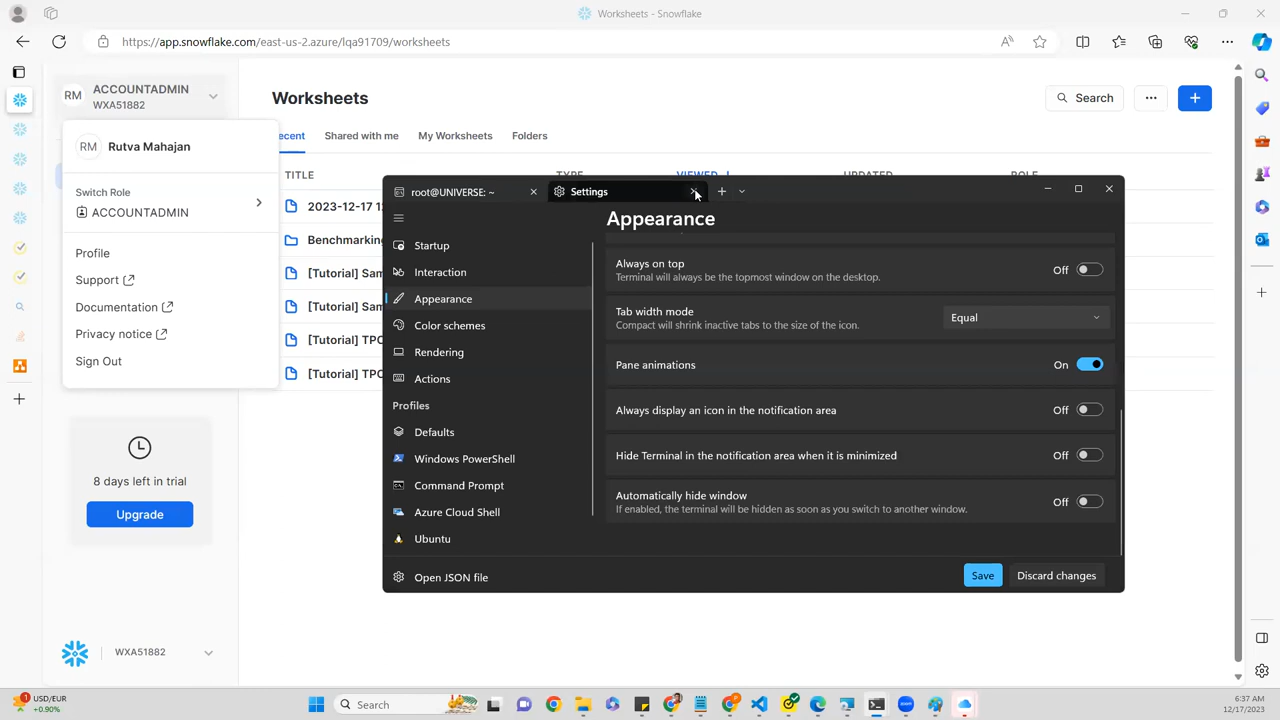 Worksheets - Snowflake
https://app.snowflake.com/east-us-2.azure/lqa91709/worksheets
RM
ACCOUNTADMIN
WXA51882
RM
Rutva Mahajan
Switch Role
ACCOUNTADMIN
Profile
Support
Documentation
Privacy notice
Sign Out
8 days left in trial
Upgrade
WXA51882
Worksheets
Search
ecent
Shared with me
My Worksheets
Folders
TITLE
TYPE
VIEWED
UPDATED
ROLE
2023-12-17 1
Benchmarking
[Tutorial] Sam
[Tutorial] Sam
[Tutorial] TPC
[Tutorial] TPC
root@UNIVERSE: ~
Settings
Startup
Interaction
Appearance
Color schemes
Rendering
Actions
Profiles
Defaults
Windows PowerShell
Command Prompt
Azure Cloud Shell
Ubuntu
Open JSON file
Appearance
Always on top
Terminal will always be the topmost window on the desktop.
Off
Tab width mode
Compact will shrink inactive tabs to the size of the icon.
Equal
Pane animations
On
Always display an icon in the notification area
Off
Hide Terminal in the notification area when it is minimized
Off
Automatically hide window
If enabled, the terminal will be hidden as soon as you switch to another window.
Off
Save
Discard changes
1
USD/EUR
+0.90%
Search
6:37 AM
12/17/2023